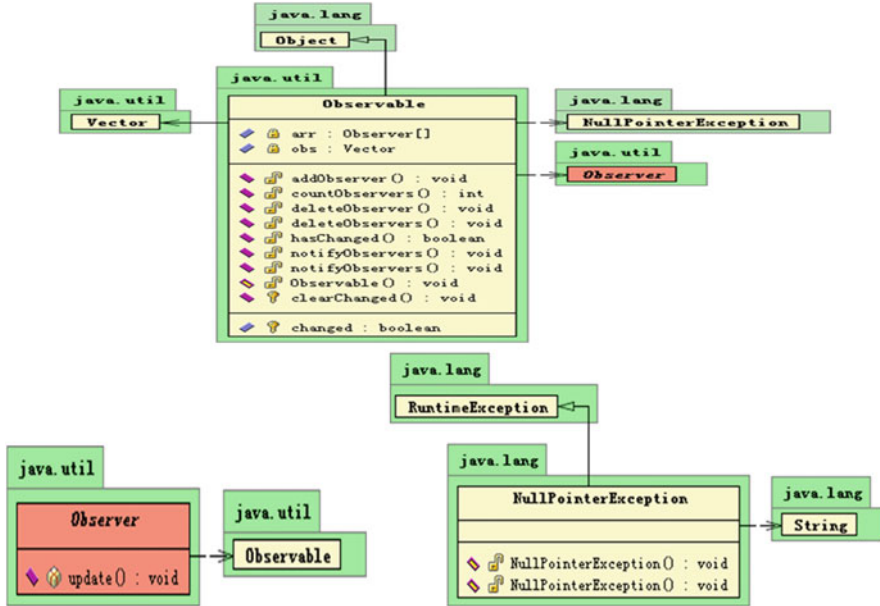 java.lang
Object
java.util
java.util
Vector
Observable
arr : Observer[]
obs : Vector
addObserver() : void
countObservers() : int
deleteObserver() : void
deleteObservers() : void
hasChanged() : boolean
notifyObservers() : void
notifyObservers() : void
Observable() : void
clearChanged() : void
changed : boolean
java.lang
NullPointerException
java.util
Observer
java.lang
RuntimeException
java.util
Observer
update() : void
java.util
Observable
java.lang
NullPointerException
NullPointerException() : void
NullPointerException() : void
java.lang
String